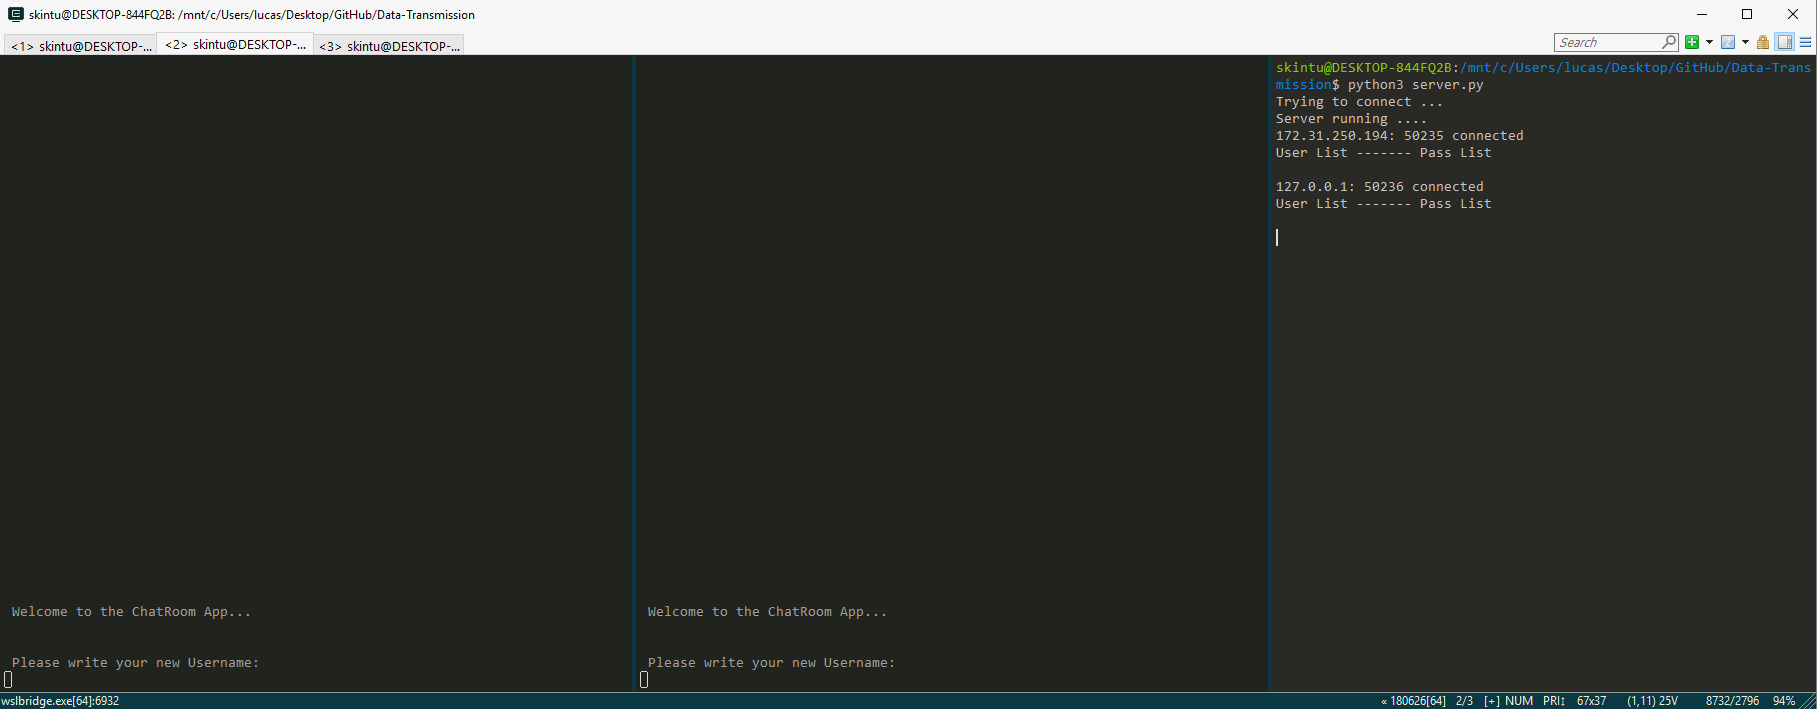 skintu@DESKTOP-844FQ2B: /mnt/c/Users/lucas/Desktop/GitHub/Data-Transmission
<1> skintu@DESKTOP-...
<2> skintu@DESKTOP-...
<3> skintu@DESKTOP-...
Search
Welcome to the ChatRoom App...
Please write your new Username:
Welcome to the ChatRoom App...
Please write your new Username:
skintu@DESKTOP-844FQ2B:/mnt/c/Users/lucas/Desktop/GitHub/Data-Trans
mission$ python3 server.py
Trying to connect ...
Server running ....
172.31.250.194: 50235 connected
User List ------- Pass List
127.0.0.1: 50236 connected
User List ------- Pass List
wslbridge.exe[64]:6932
« 180626[64] 2/3 [+] NUM PRI↕ 67x37 (1,11) 25V 8732/2796 94%